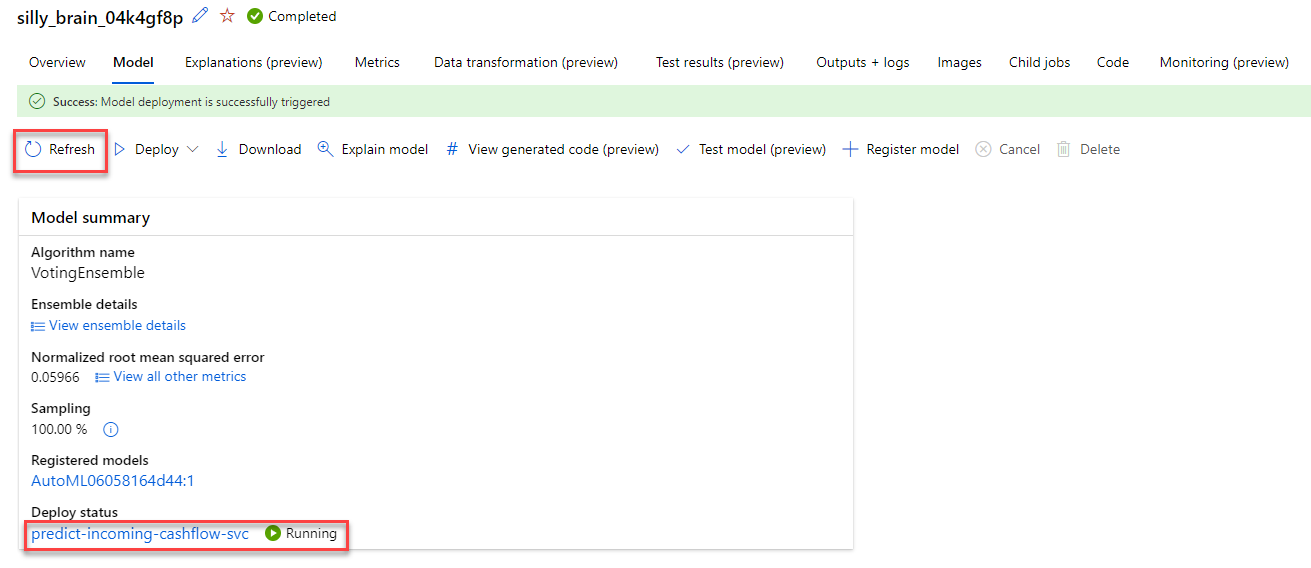 silly_brain_04k4gf8p Completed
Overview Model Explanations (preview) Metrics Data transformation (preview) Test results (preview) Outputs + logs Images Child jobs Code Monitoring (preview)
Success: Model deployment is successfully triggered
Refresh Deploy Download Explain model # View generated code (preview) Test model (preview) Register model Cancel Delete
Model summary
Algorithm name
VotingEnsemble
Ensemble details
View ensemble details
Normalized root mean squared error
0.05966 View all other metrics
Sampling
100.00 %
Registered models
AutoML06058164d44:1
Deploy status
predict-incoming-cashflow-svc Running